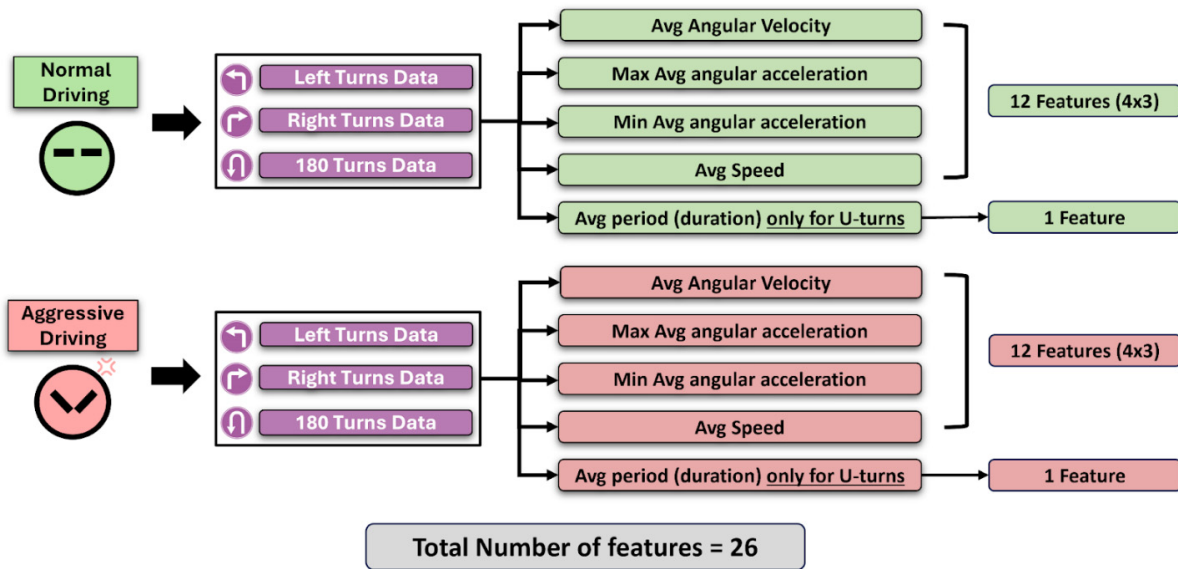 Normal
Driving
Left Turns Data
Right Turns Data
180 Turns Data
Avg Angular Velocity
Max Avg angular acceleration
Min Avg angular acceleration
Avg Speed
Avg period (duration) only for U-turns
12 Features (4x3)
1 Feature
Aggressive
Driving
Left Turns Data
Right Turns Data
180 Turns Data
Avg Angular Velocity
Max Avg angular acceleration
Min Avg angular acceleration
Avg Speed
Avg period (duration) only for U-turns
12 Features (4x3)
1 Feature
Total Number of features = 26